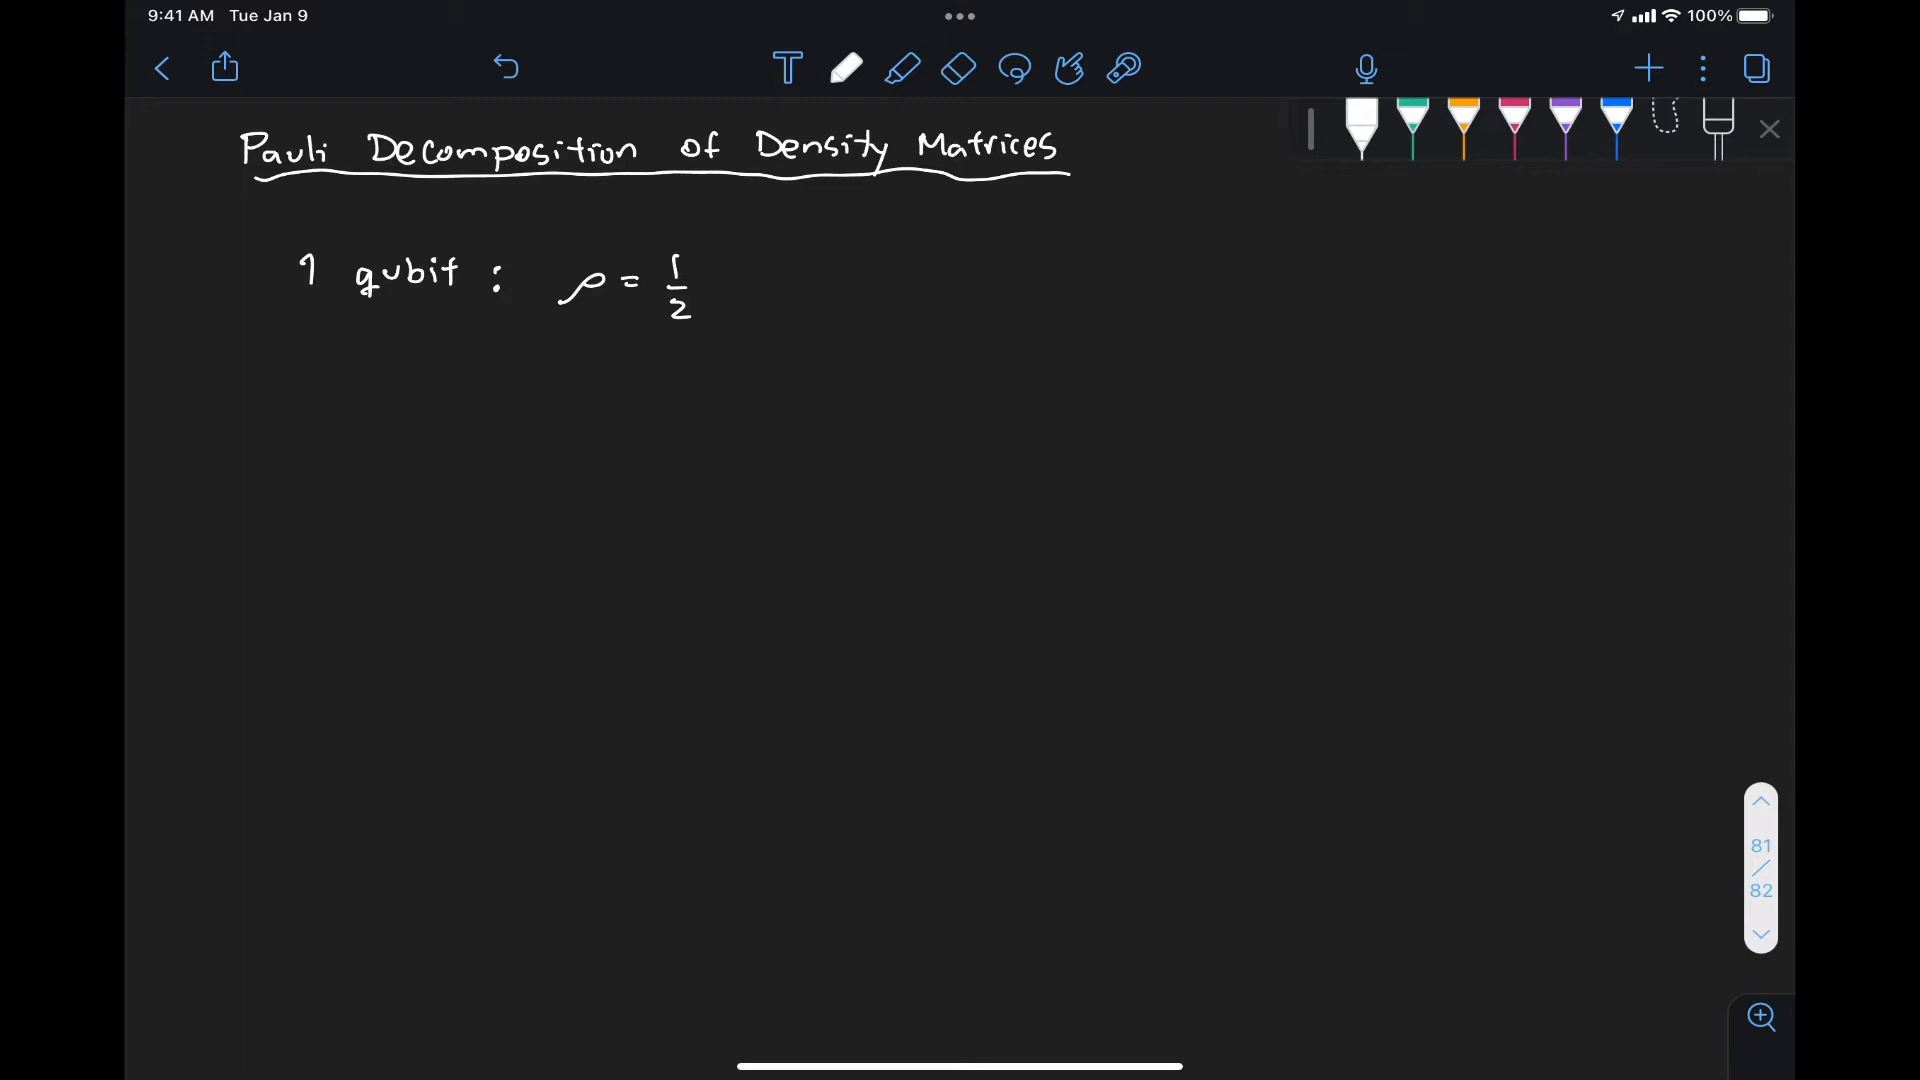 9:41 AM Tue Jan 9
100%
Pauli Decomposition of Density Matrices
1 qubit : ρ = 1/2
81
/
82